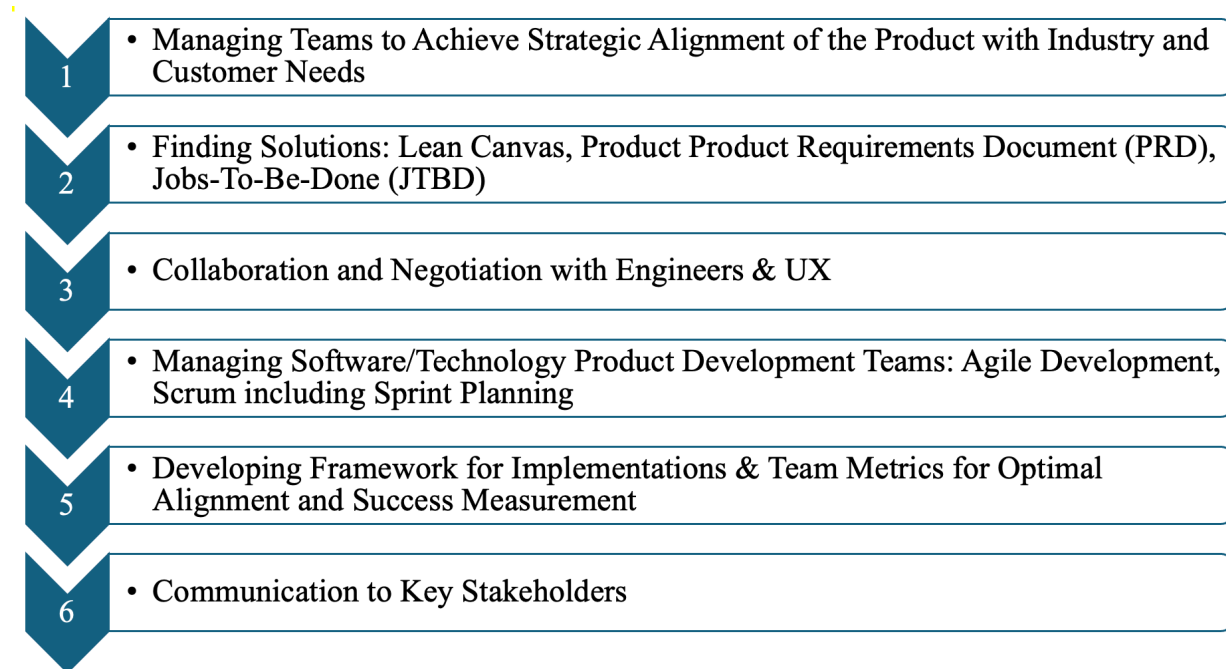 1
• Managing Teams to Achieve Strategic Alignment of the Product with Industry and
Customer Needs
2
• Finding Solutions: Lean Canvas, Product Product Requirements Document (PRD),
Jobs-To-Be-Done (JTBD)
3
• Collaboration and Negotiation with Engineers & UX
4
• Managing Software/Technology Product Development Teams: Agile Development,
Scrum including Sprint Planning
5
• Developing Framework for Implementations & Team Metrics for Optimal
Alignment and Success Measurement
6
• Communication to Key Stakeholders